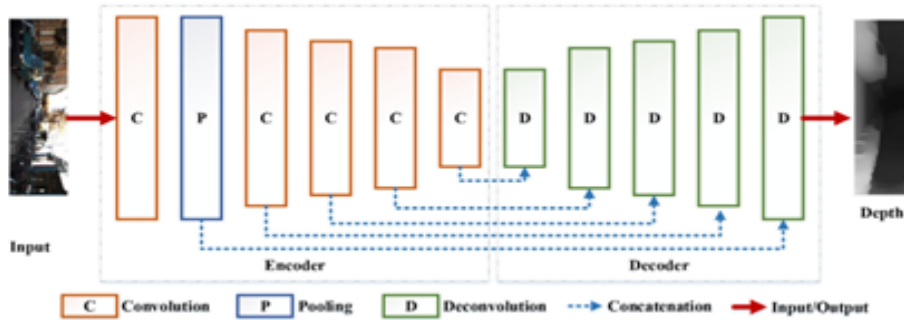 C P C C C C D D D D D
Input
Depth
Encoder
Decoder
C Convolution P Pooling D Deconvolution Concatenation Input/Output